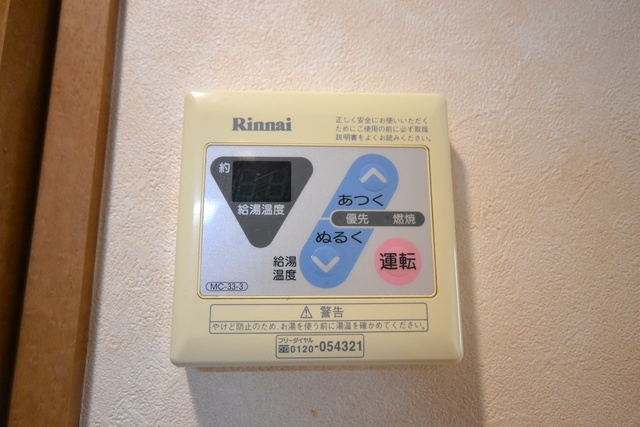 Rinnai
正しく安全にお使いいただく
ためにご使用の前に必ず取扱
説明書をよくお読みください。
約
給湯温度
あつく
優先 燃焼
ぬるく
給湯
温度
運転
MC-33-3
⚠ 警告
やけど防止のため、お湯を使う前に湯温を確かめてください。
フリーダイヤル
0120-054321